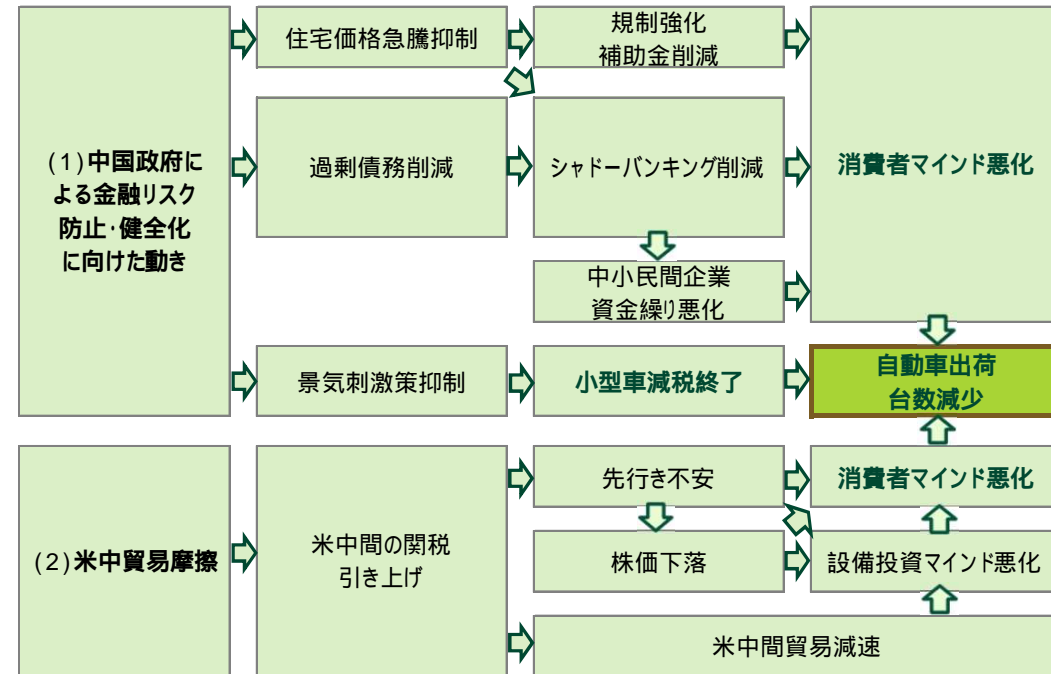 住宅価格急騰抑制
規制強化
補助金削減
(1)中国政府に
よる金融リスク
防止・健全化
に向けた動き
過剰債務削減
シャドーバンキング削減
消費者マインド悪化
中小民間企業
資金繰り悪化
景気刺激策抑制
小型車減税終了
自動車出荷
台数減少
(2)米中貿易摩擦
米中間の関税
引き上げ
先行き不安
消費者マインド悪化
株価下落
設備投資マインド悪化
米中間貿易減速